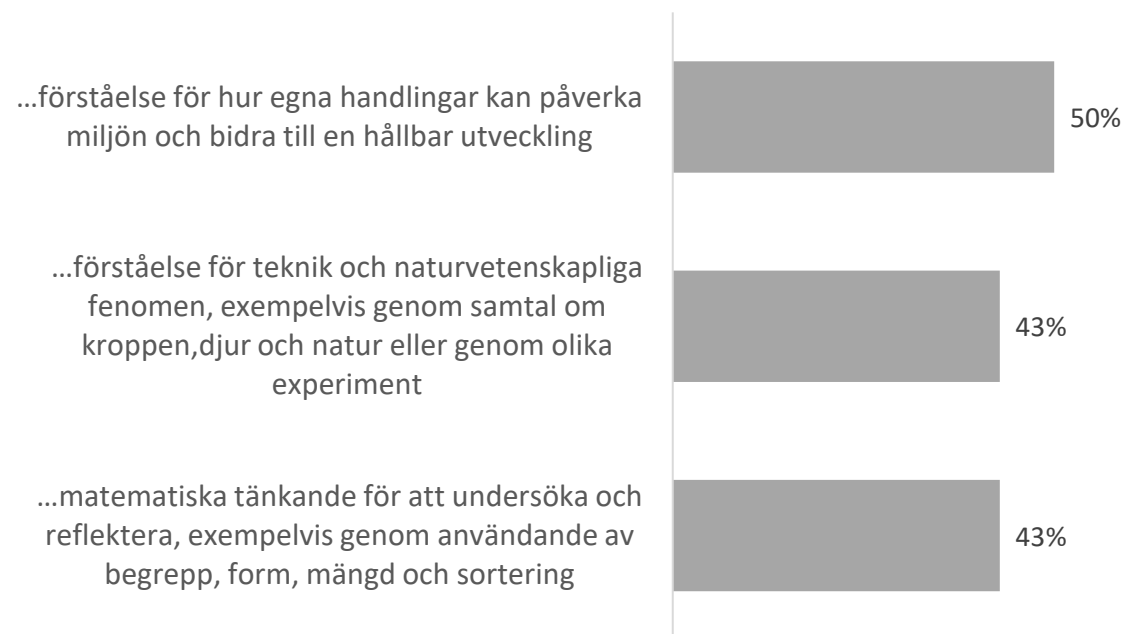 …förståelse för hur egna handlingar kan påverka
miljön och bidra till en hållbar utveckling
50%
…förståelse för teknik och naturvetenskapliga
fenomen, exempelvis genom samtal om
kroppen,djur och natur eller genom olika
experiment
43%
…matematiska tänkande för att undersöka och
reflektera, exempelvis genom användande av
begrepp, form, mängd och sortering
43%